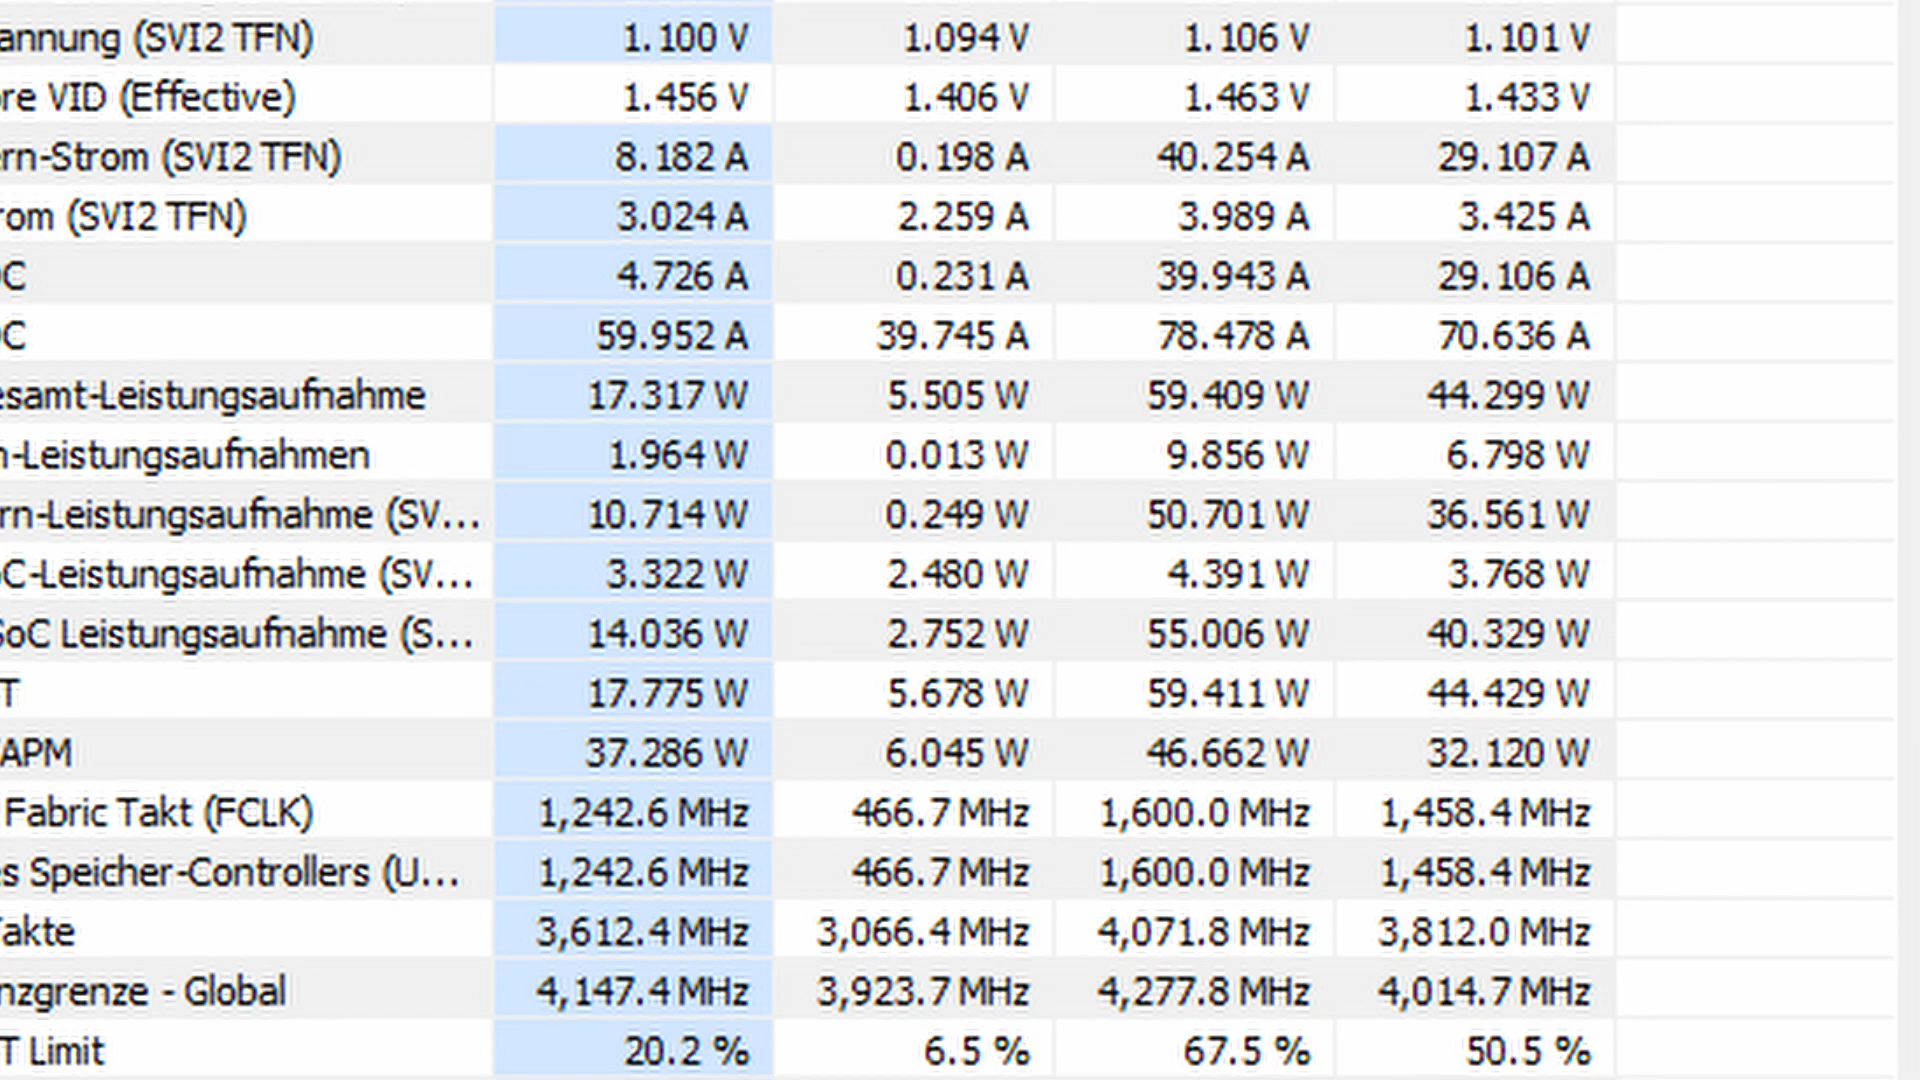 annung (SVI2 TFN) 1.100 V 1.094 V 1.106 V 1.101 V
re VID (Effective) 1.456 V 1.406 V 1.463 V 1.433 V
ern-Strom (SVI2 TFN) 8.182 A 0.198 A 40.254 A 29.107 A
rom (SVI2 TFN) 3.024 A 2.259 A 3.989 A 3.425 A
C 4.726 A 0.231 A 39.943 A 29.106 A
C 59.952 A 39.745 A 78.478 A 70.636 A
esamt-Leistungsaufnahme 17.317 W 5.505 W 59.409 W 44.299 W
n-Leistungsaufnahmen 1.964 W 0.013 W 9.856 W 6.798 W
rn-Leistungsaufnahme (SV... 10.714 W 0.249 W 50.701 W 36.561 W
C-Leistungsaufnahme (SV... 3.322 W 2.480 W 4.391 W 3.768 W
SoC Leistungsaufnahme (S... 14.036 W 2.752 W 55.006 W 40.329 W
T 17.775 W 5.678 W 59.411 W 44.429 W
APM 37.286 W 6.045 W 46.662 W 32.120 W
Fabric Takt (FCLK) 1,242.6 MHz 466.7 MHz 1,600.0 MHz 1,458.4 MHz
s Speicher-Controllers (U... 1,242.6 MHz 466.7 MHz 1,600.0 MHz 1,458.4 MHz
akte 3,612.4 MHz 3,066.4 MHz 4,071.8 MHz 3,812.0 MHz
nzgrenze - Global 4,147.4 MHz 3,923.7 MHz 4,277.8 MHz 4,014.7 MHz
T Limit 20.2 % 6.5 % 67.5 % 50.5 %